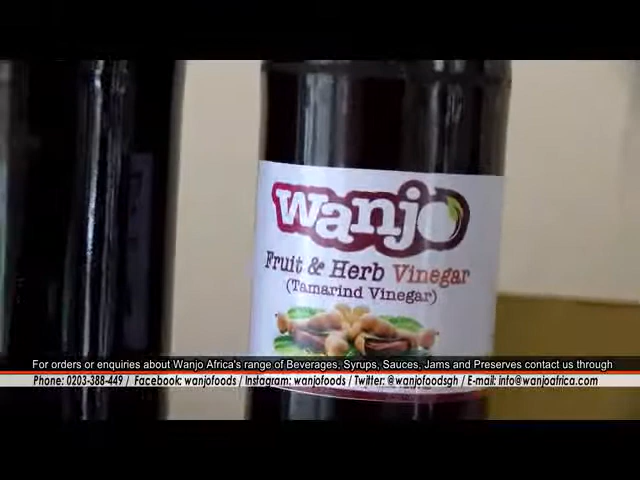 wanjo
Fruit & Herb Vinegar
(Tamarind Vinegar)
For orders or enquiries about Wanjo Africa's range of Beverages, Syrups, Sauces, Jams and Preserves contact us through
Phone: 0203-388-449 / Facebook: wanjofoods / Instagram: wanjofoods / Twitter: @wanjofoodsgh / E-mail: info@wanjoafrica.com